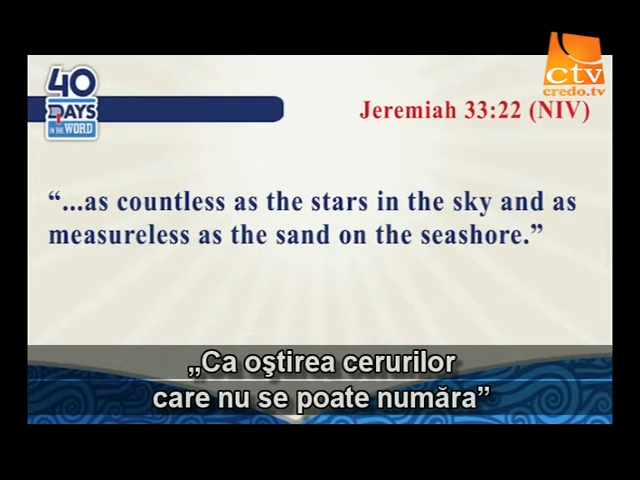 40
DAYS
IN THE WORD
ctv
credo.tv
Jeremiah 33:22 (NIV)
“...as countless as the stars in the sky and as
measureless as the sand on the seashore.”
„Ca oştirea cerurilor
care nu se poate număra”